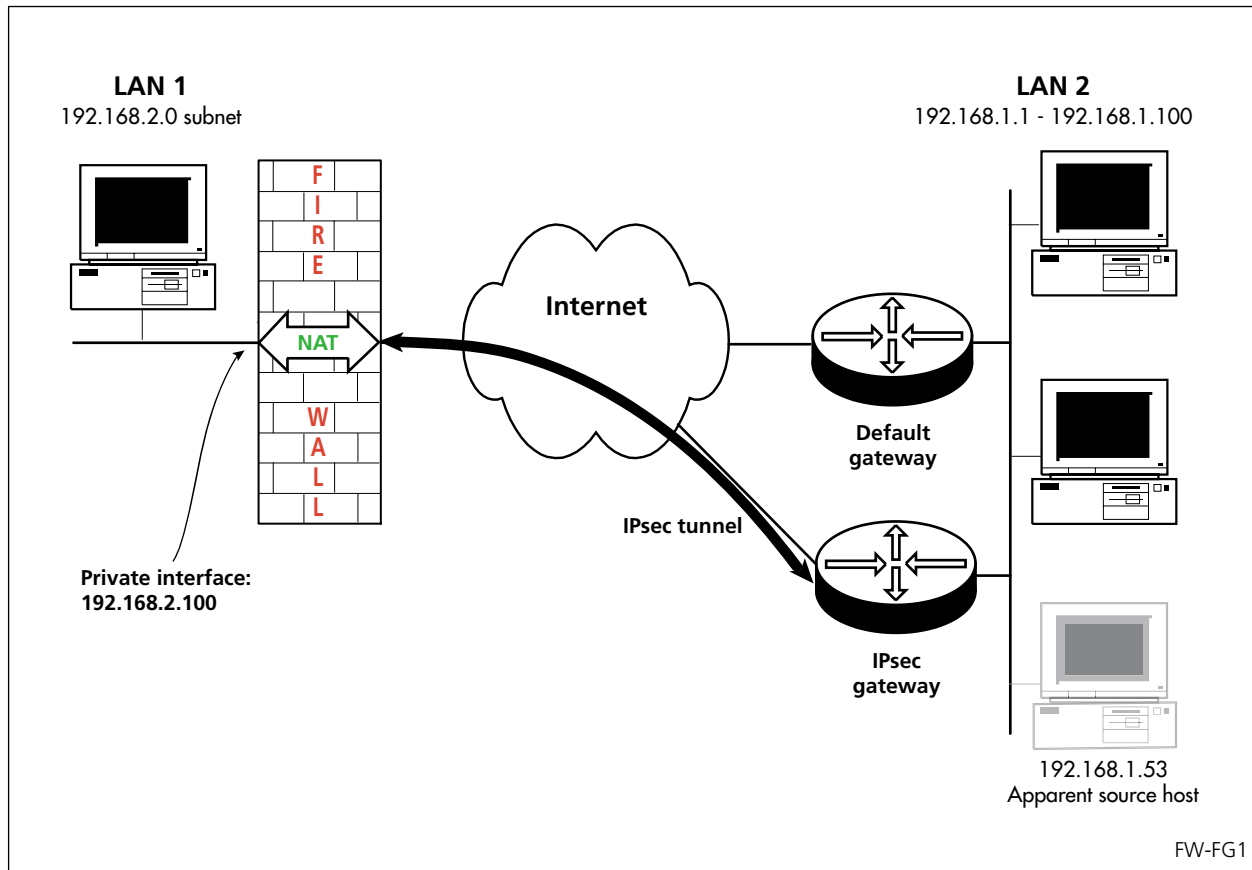 LAN 1
192.168.2.0 subnet
LAN 2
192.168.1.1 - 192.168.1.100
F
I
R
E
NAT
W
A
L
L
Internet
Default
gateway
IPsec tunnel
Private interface:
192.168.2.100
IPsec
gateway
192.168.1.53
Apparent source host
FW-FG1